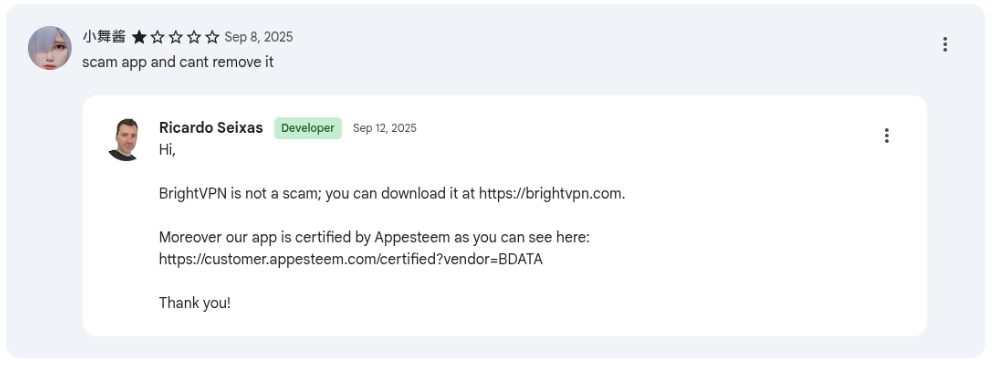 小舞酱 ★☆☆☆☆ Sep 8, 2025
scam app and cant remove it
Ricardo Seixas Developer Sep 12, 2025
Hi,
BrightVPN is not a scam; you can download it at https://brightvpn.com.
Moreover our app is certified by Appesteem as you can see here:
https://customer.appesteem.com/certified?vendor=BDATA
Thank you!